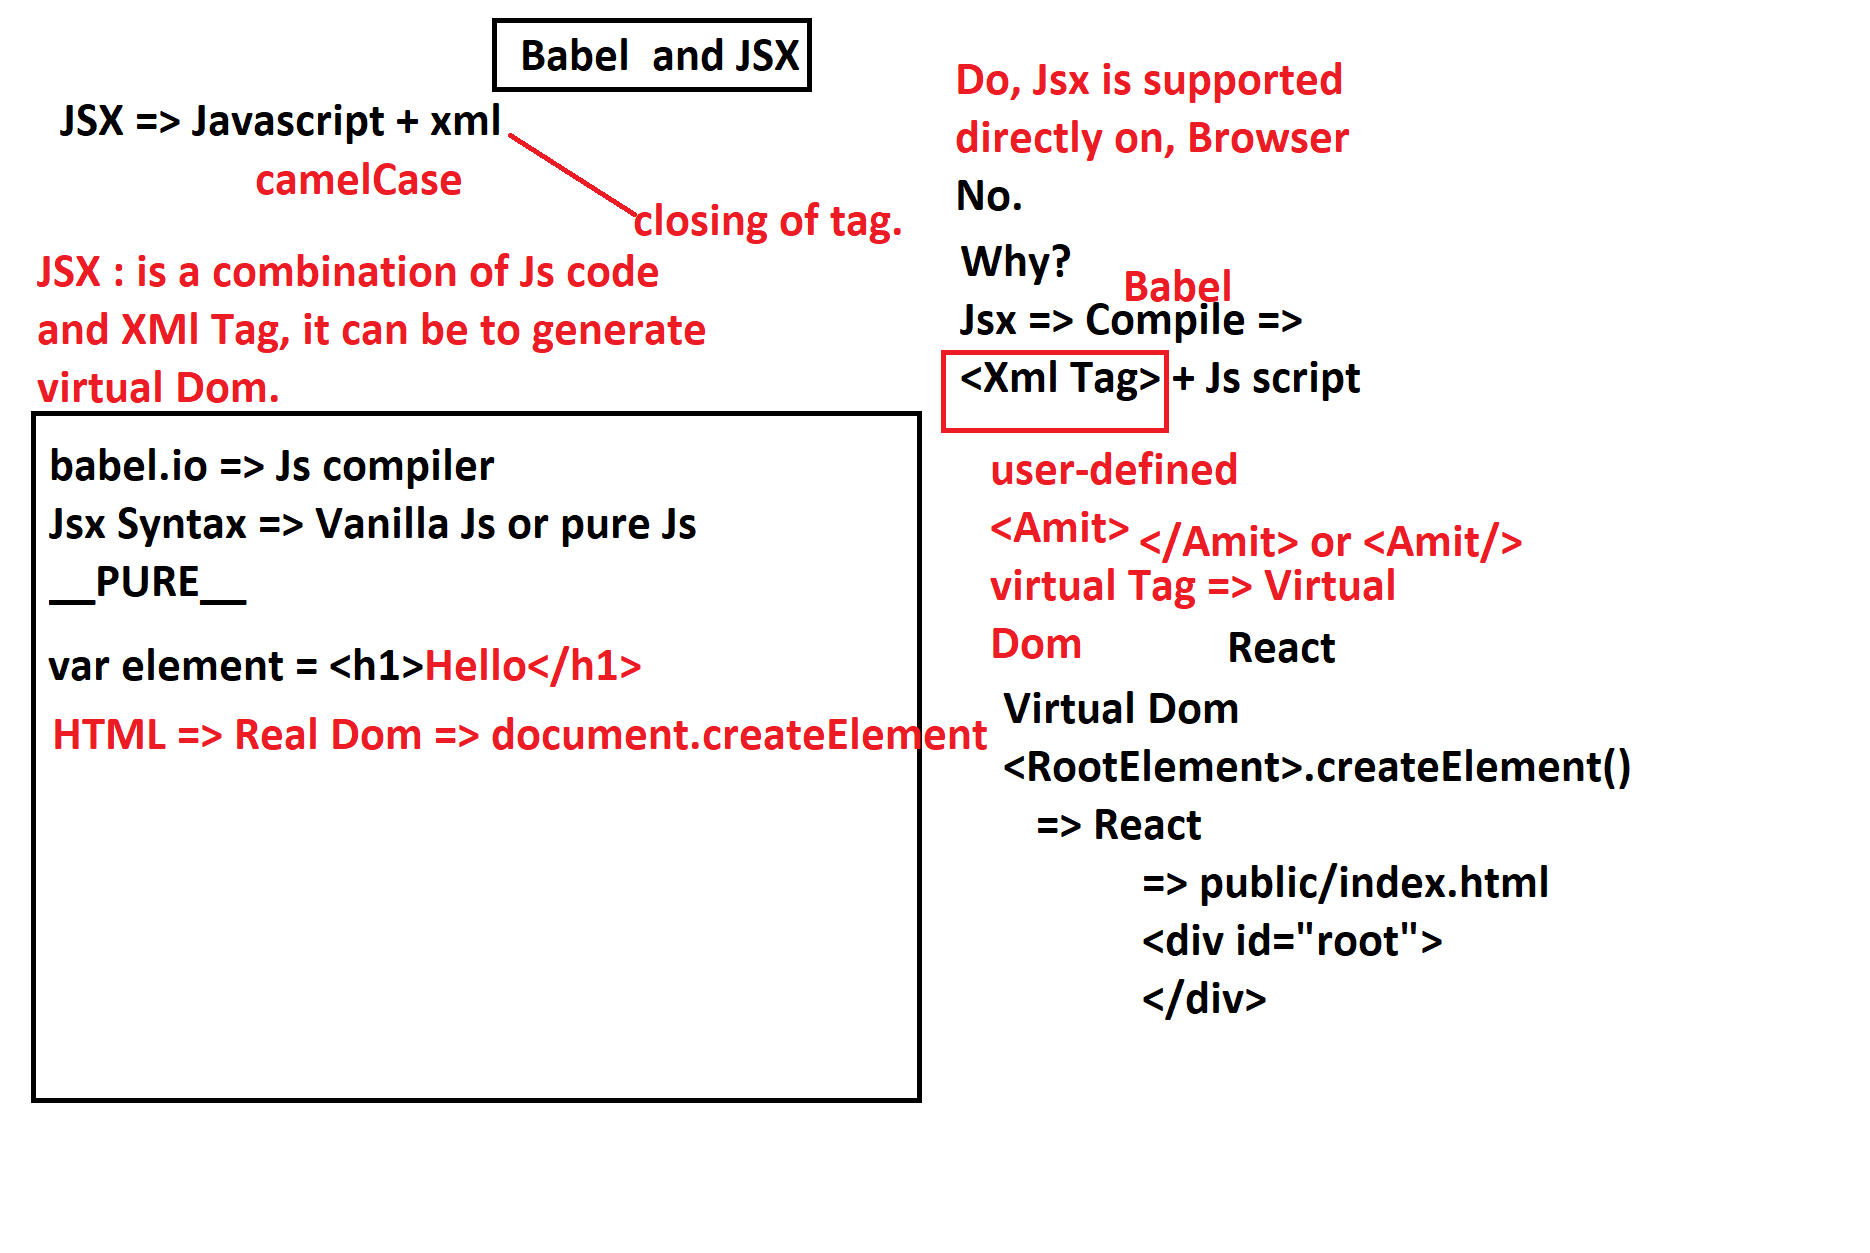 Babel  and JSX
JSX => Javascript + xml
camelCase
closing of tag.
JSX : is a combination of Js code
and XMl Tag, it can be to generate
virtual Dom.
babel.io => Js compiler
Jsx Syntax => Vanilla Js or pure Js
__PURE__
var element = <h1>Hello</h1>
HTML => Real Dom => document.createElement
Do, Jsx is supported
directly on, Browser
No.
Why?
Babel
Jsx => Compile =>
<Xml Tag> + Js script
user-defined
<Amit> </Amit> or <Amit/>
virtual Tag => Virtual
Dom
React
Virtual Dom
<RootElement>.createElement()
=> React
=> public/index.html
<div id="root">
</div>